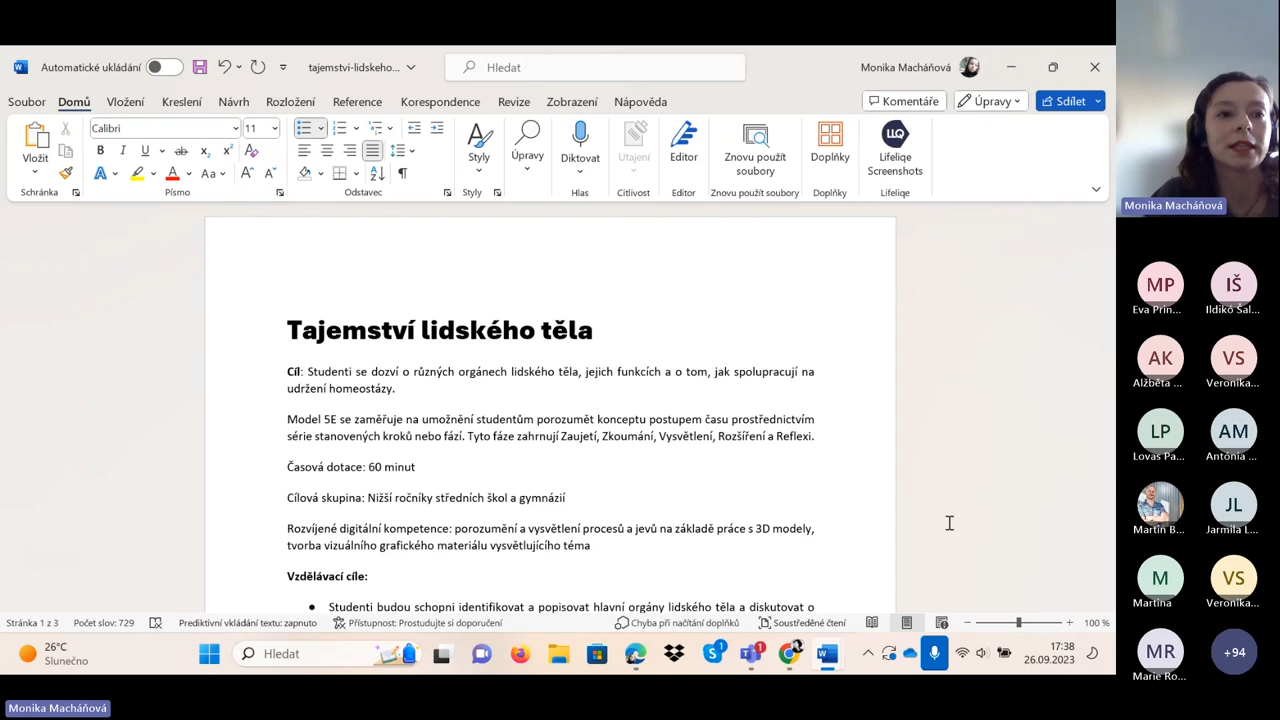 Automatické ukládání
tajemstvi-lidskeho...
Hledat
Monika Macháňová
Soubor Domů Vložení Kreslení Návrh Rozložení Reference Korespondence Revize Zobrazení Nápověda
Komentáře Úpravy Sdílet
Calibri 11
Vložit
Styly
Úpravy
Diktovat
Utajení
Editor
Znovu použít
soubory
Doplňky
LLQ
Lifeliqe
Screenshots
Schránka Písmo Odstavec Styly Hlas Citlivost Editor Znovu použít soubory Doplňky Lifeliqe
Tajemství lidského těla
Cíl: Studenti se dozví o různých orgánech lidského těla, jejich funkcích a o tom, jak spolupracují na
udržení homeostázy.
Model 5E se zaměřuje na umožnění studentům porozumět konceptu postupem času prostřednictvím
série stanovených kroků nebo fází. Tyto fáze zahrnují Zaujetí, Zkoumání, Vysvětlení, Rozšíření a Reflexi.
Časová dotace: 60 minut
Cílová skupina: Nižší ročníky středních škol a gymnázií
Rozvíjené digitální kompetence: porozumění a vysvětlení procesů a jevů na základě práce s 3D modely,
tvorba vizuálního grafického materiálu vysvětlujícího téma
Vzdělávací cíle:
● Studenti budou schopni identifikovat a popisovat hlavní orgány lidského těla a diskutovat o
Stránka 1 z 3 Počet slov: 729 Prediktivní vkládání textu: zapnuto Přístupnost: Prostudujte si doporučení Chyba při načítání doplňků Soustředěné čtení 100 %
26°C
Slunečno
Hledat
17:38
26.09.2023
Monika Macháňová
MP IŠ
Eva Prin... Ildikó Šal...
AK VS
Alžběta ... Veronika...
LP AM
Lovas Pa... Antónia ...
JL
Martin B... Jarmila L...
M VS
Martina Veronika...
MR +94
Marie Ro...
Monika Macháňová